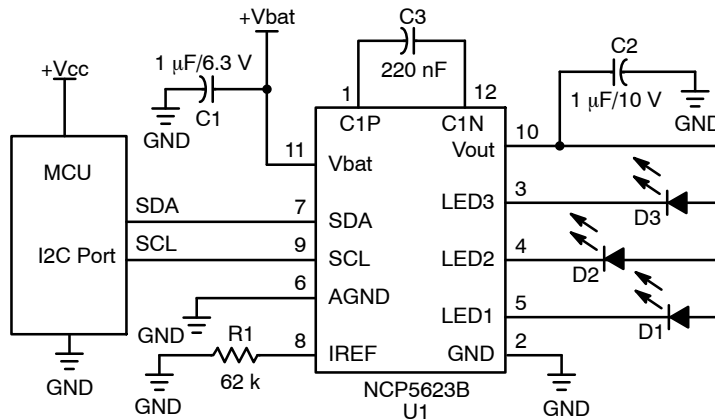 +Vbat
C3
C2
+Vcc
1 μF/6.3 V
220 nF
1
12
1 μF/10 V
GND
C1
C1P
C1N
10
GND
MCU
11
Vbat
Vout
SDA
7
SDA
LED3
3
D3
SCL
9
SCL
LED2
4
D2
I2C Port
6
AGND
GND
LED1
5
D1
R1
8
IREF
GND
2
GND
GND
62 k
NCP5623B
GND
U1